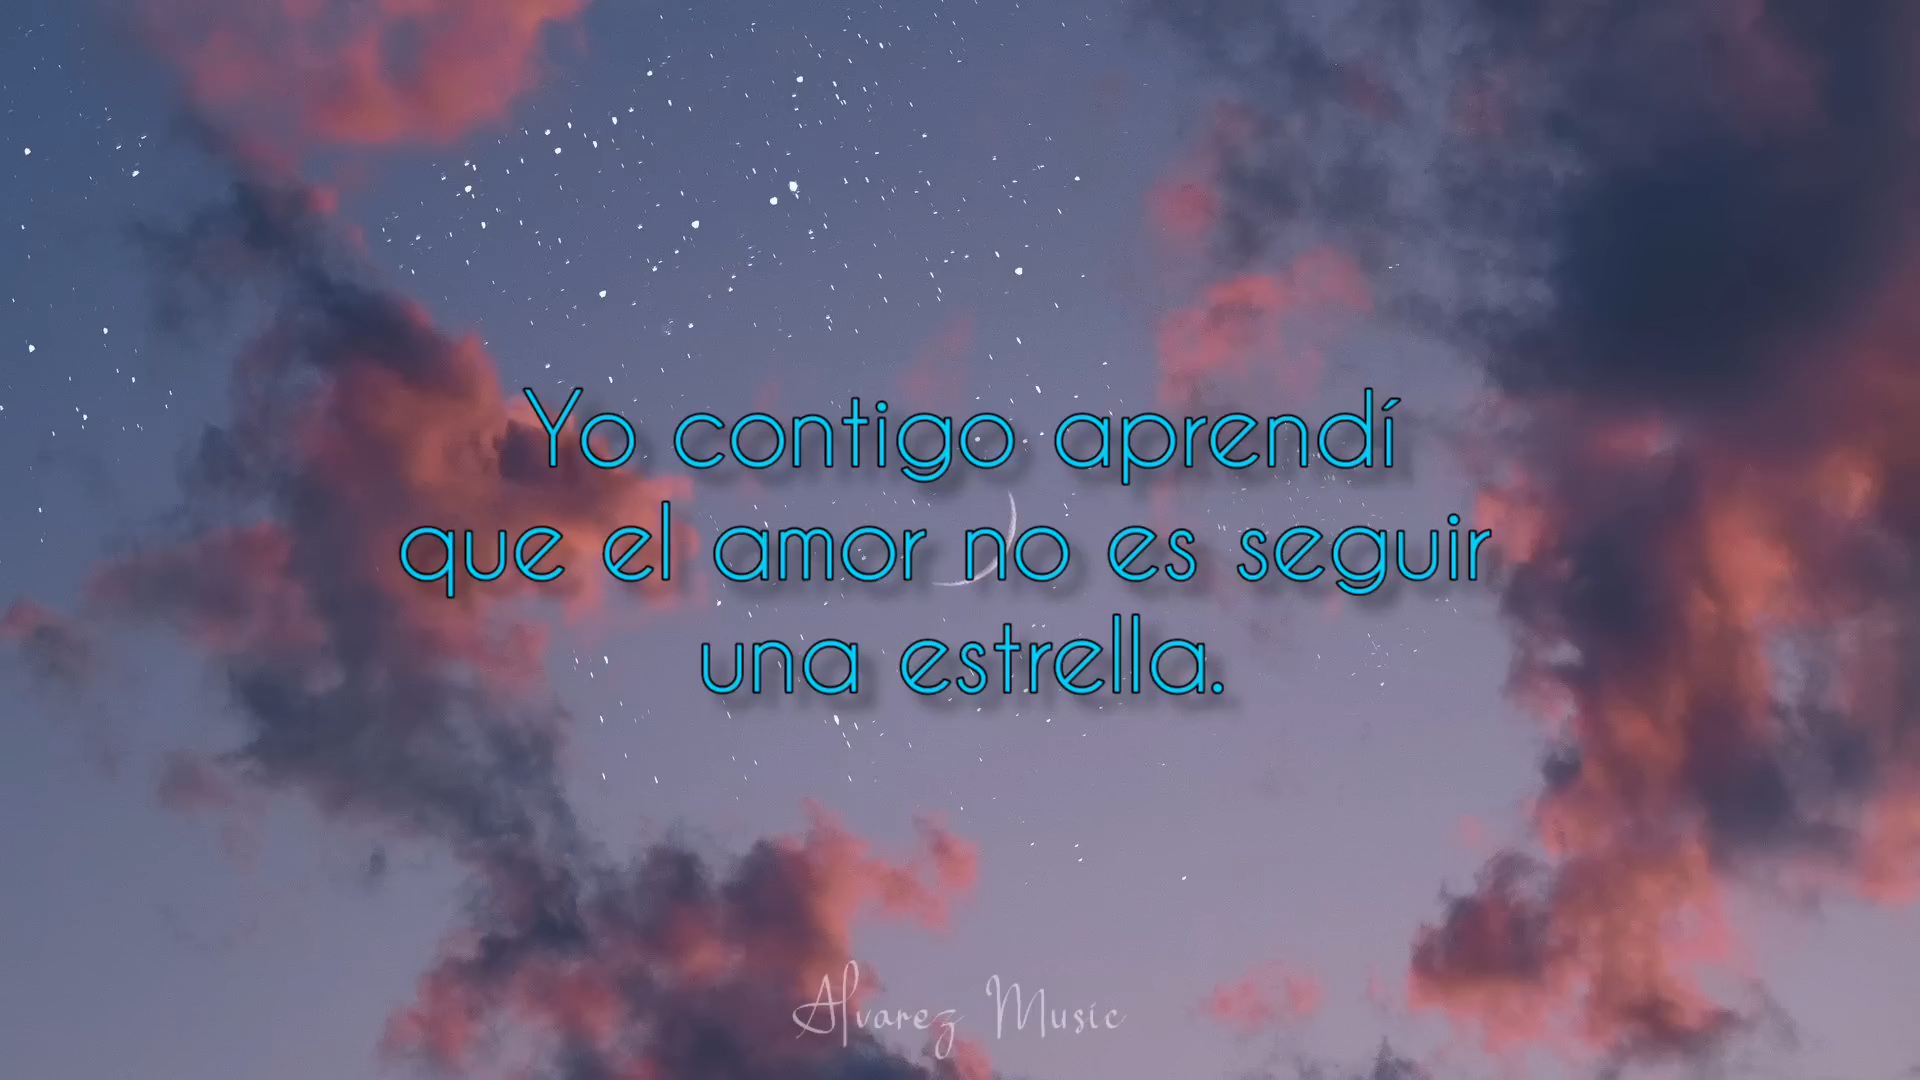 Yo contigo aprendí
que el amor no es seguir
una estrella.
Alvarez Music